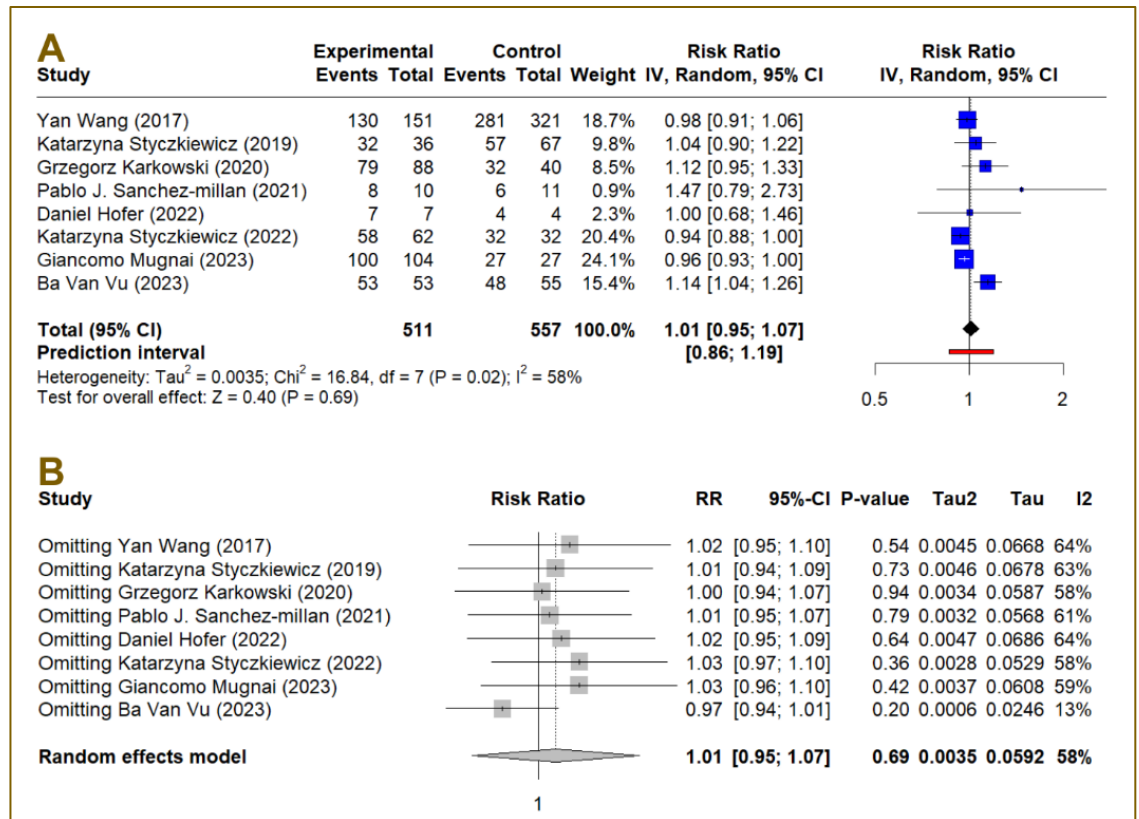 A
Experimental Control Risk Ratio Risk Ratio
Study Events Total Events Total Weight IV, Random, 95% CI IV, Random, 95% CI
Yan Wang (2017) 130 151 281 321 18.7% 0.98 [0.91; 1.06]
Katarzyna Styczkiewicz (2019) 32 36 57 67 9.8% 1.04 [0.90; 1.22]
Grzegorz Karkowski (2020) 79 88 32 40 8.5% 1.12 [0.95; 1.33]
Pablo J. Sanchez-millan (2021) 8 10 6 11 0.9% 1.47 [0.79; 2.73]
Daniel Hofer (2022) 7 7 4 4 2.3% 1.00 [0.68; 1.46]
Katarzyna Styczkiewicz (2022) 58 62 32 32 20.4% 0.94 [0.88; 1.00]
Giancomo Mugnai (2023) 100 104 27 27 24.1% 0.96 [0.93; 1.00]
Ba Van Vu (2023) 53 53 48 55 15.4% 1.14 [1.04; 1.26]
Total (95% CI) 511 557 100.0% 1.01 [0.95; 1.07]
Prediction interval [0.86; 1.19]
Heterogeneity: Tau² = 0.0035; Chi² = 16.84, df = 7 (P = 0.02); I² = 58%
Test for overall effect: Z = 0.40 (P = 0.69)
0.5 1 2
B
Study Risk Ratio RR 95%-CI P-value Tau2 Tau I2
Omitting Yan Wang (2017) 1.02 [0.95; 1.10] 0.54 0.0045 0.0668 64%
Omitting Katarzyna Styczkiewicz (2019) 1.01 [0.94; 1.09] 0.73 0.0046 0.0678 63%
Omitting Grzegorz Karkowski (2020) 1.00 [0.94; 1.07] 0.94 0.0034 0.0587 58%
Omitting Pablo J. Sanchez-millan (2021) 1.01 [0.95; 1.07] 0.79 0.0032 0.0568 61%
Omitting Daniel Hofer (2022) 1.02 [0.95; 1.09] 0.64 0.0047 0.0686 64%
Omitting Katarzyna Styczkiewicz (2022) 1.03 [0.97; 1.10] 0.36 0.0028 0.0529 58%
Omitting Giancomo Mugnai (2023) 1.03 [0.96; 1.10] 0.42 0.0037 0.0608 59%
Omitting Ba Van Vu (2023) 0.97 [0.94; 1.01] 0.20 0.0006 0.0246 13%
Random effects model 1.01 [0.95; 1.07] 0.69 0.0035 0.0592 58%
1